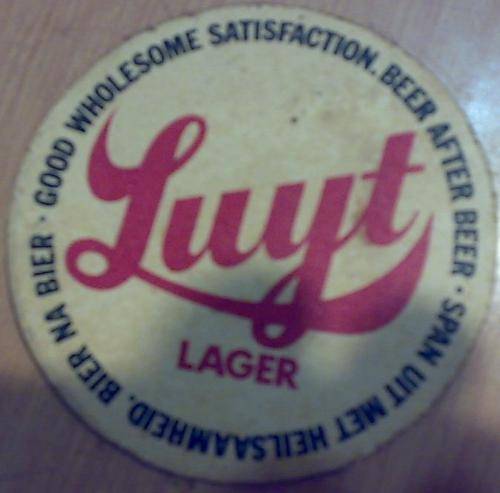 GOOD WHOLESOME SATISFACTION. BEER AFTER BEER · SPAN UIT MET HEILSAAMHEID. BIER NA BIER ·
Luyt
LAGER